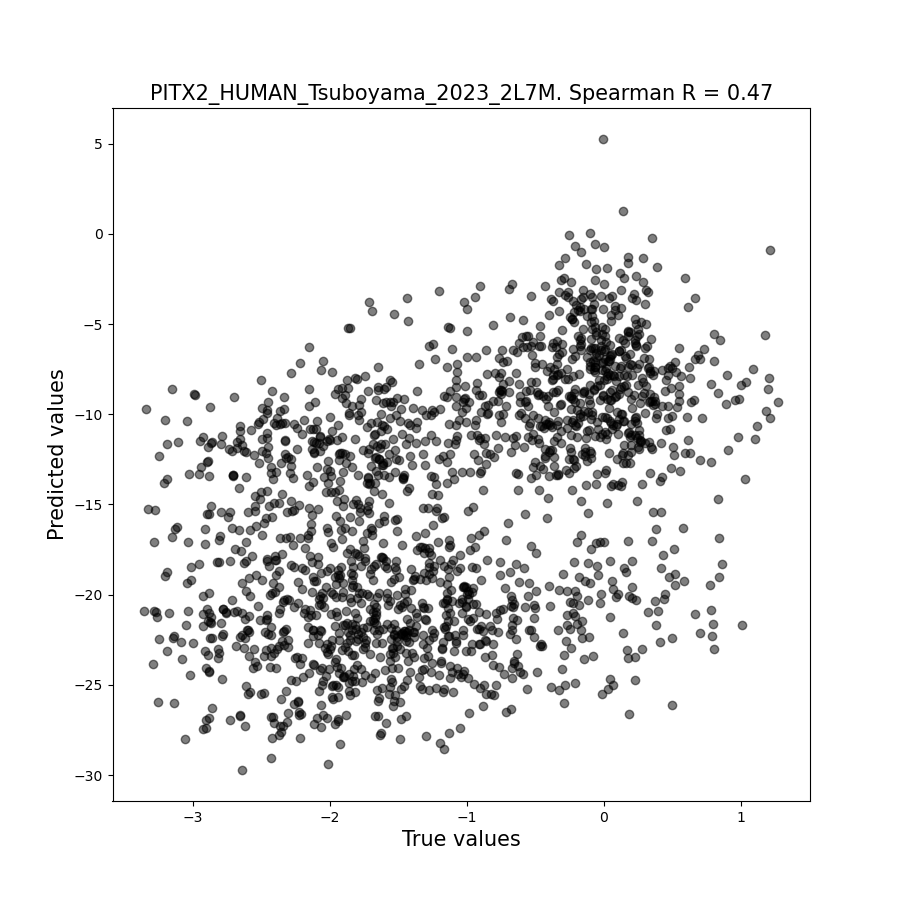 PITX2_HUMAN_Tsuboyama_2023_2L7M. Spearman R = 0.47
5
0
−5
−10
−15
−20
−25
−30
Predicted values
−3 −2 −1 0 1
True values